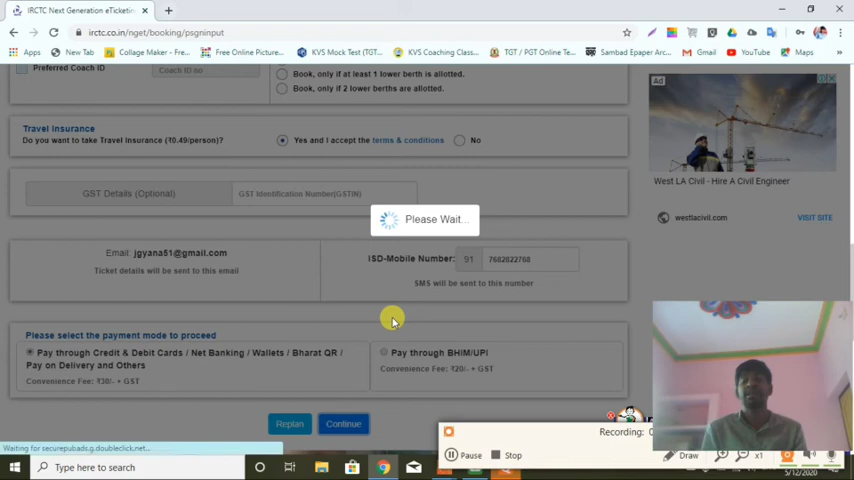 IRCTC Next Generation eTicketing
irctc.co.in/nget/booking/psgninput
Apps
New Tab
Collage Maker - Free...
Free Online Picture...
KVS Mock Test (TGT...
KVS Coaching Class...
TGT / PGT Online Te...
Sambad Epaper Arc...
Gmail
YouTube
Maps
Preferred Coach ID
Coach ID no
Book, only if at least 1 lower berth is allotted.
Book, only if 2 lower berths are allotted.
Ad
Travel Insurance
Do you want to take Travel Insurance (₹0.49/person)?
Yes and I accept the terms & conditions
No
West LA Civil - Hire A Civil Engineer
GST Details (Optional)
GST Identification Number(GSTIN)
westlacivil.com
VISIT SITE
Please Wait...
Email: jgyana51@gmail.com
Ticket details will be sent to this email
ISD-Mobile Number:
91
7682822768
SMS will be sent to this number
Please select the payment mode to proceed
Pay through Credit & Debit Cards / Net Banking / Wallets / Bharat QR /
Pay on Delivery and Others
Convenience Fee: ₹30/- + GST
Pay through BHIM/UPI
Convenience Fee: ₹20/- + GST
Replan
Continue
Waiting for securepubads.g.doubleclick.net...
Recording:
Pause
Stop
Draw
x1
Type here to search
5/12/2020